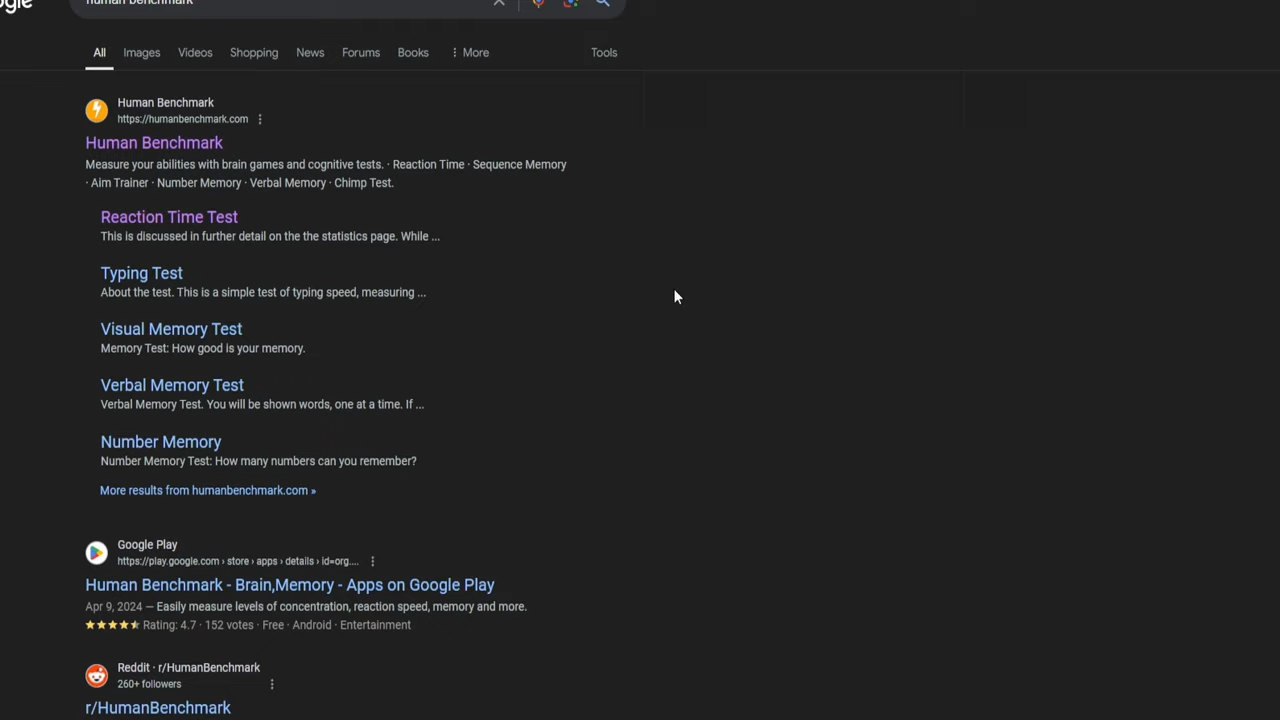 human benchmark
All Images Videos Shopping News Forums Books More Tools
Human Benchmark
https://humanbenchmark.com
Human Benchmark
Measure your abilities with brain games and cognitive tests. · Reaction Time · Sequence Memory
· Aim Trainer · Number Memory · Verbal Memory · Chimp Test.
Reaction Time Test
This is discussed in further detail on the the statistics page. While ...
Typing Test
About the test. This is a simple test of typing speed, measuring ...
Visual Memory Test
Memory Test: How good is your memory.
Verbal Memory Test
Verbal Memory Test. You will be shown words, one at a time. If ...
Number Memory
Number Memory Test: How many numbers can you remember?
More results from humanbenchmark.com »
Google Play
https://play.google.com › store › apps › details › id=org....
Human Benchmark - Brain,Memory - Apps on Google Play
Apr 9, 2024 — Easily measure levels of concentration, reaction speed, memory and more.
Rating: 4.7 · 152 votes · Free · Android · Entertainment
Reddit · r/HumanBenchmark
260+ followers
r/HumanBenchmark